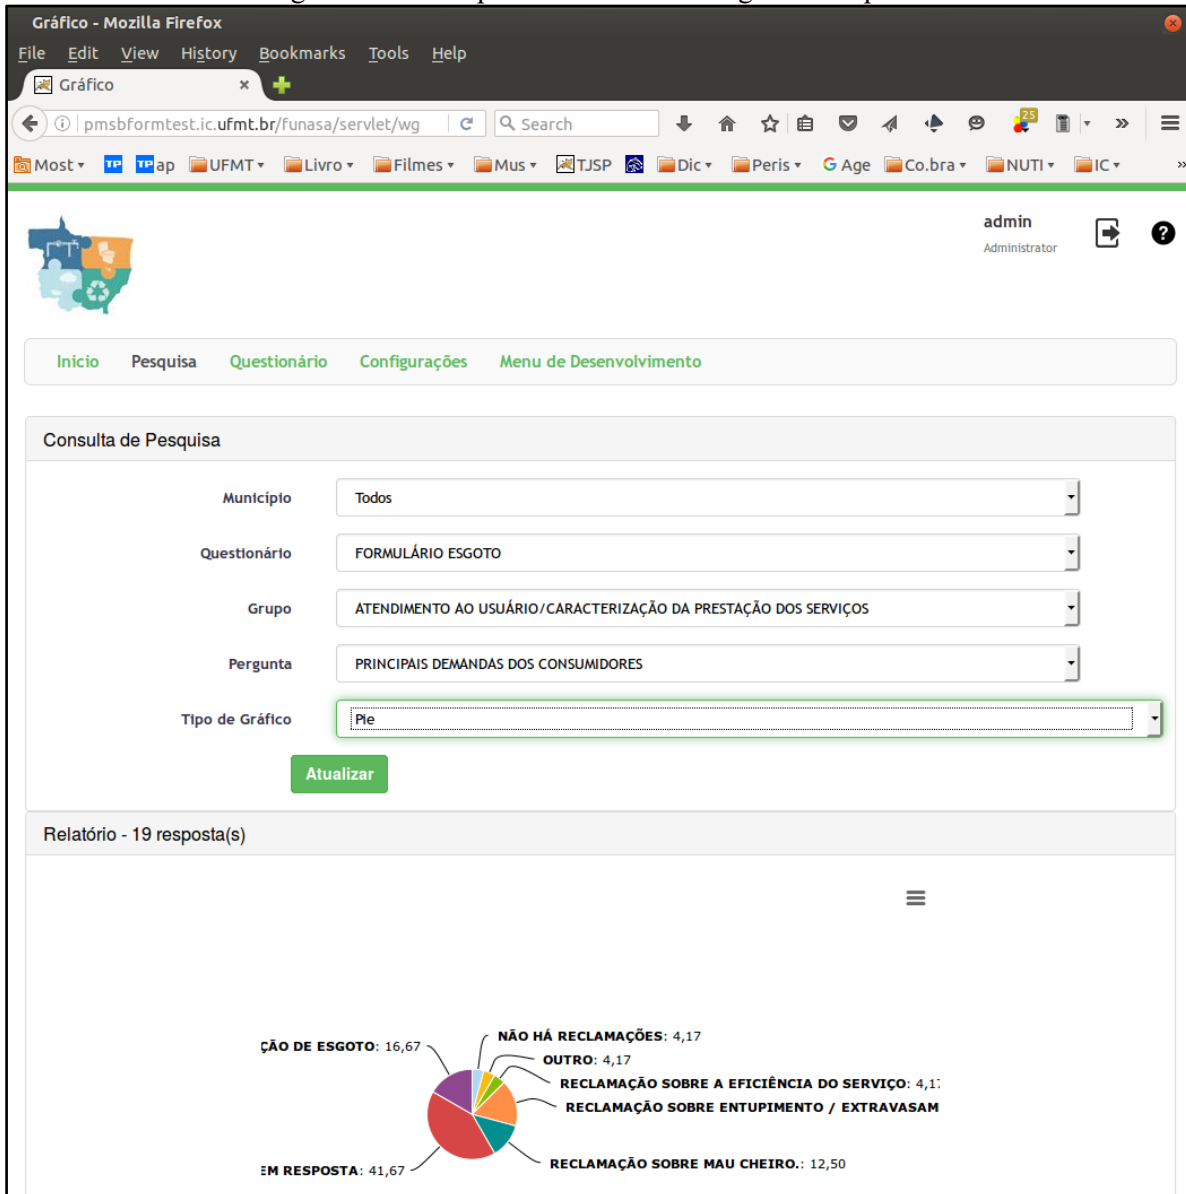 Gráfico - Mozilla Firefox
File Edit View History Bookmarks Tools Help
Gráfico
pmsbformtest.ic.ufmt.br/funasa/servlet/wg Search 25
Most TP TP ap UFMT Livro Filmes Mus TJSP Dic Peris G Age Co.bra NUTI IC
admin
Administrator
Inicio Pesquisa Questionário Configurações Menu de Desenvolvimento
Consulta de Pesquisa
Município Todos
Questionário FORMULÁRIO ESGOTO
Grupo ATENDIMENTO AO USUÁRIO/CARACTERIZAÇÃO DA PRESTAÇÃO DOS SERVIÇOS
Pergunta PRINCIPAIS DEMANDAS DOS CONSUMIDORES
Tipo de Gráfico Pie
Atualizar
Relatório - 19 resposta(s)
NÃO HÁ RECLAMAÇÕES: 4,17
ÇÃO DE ESGOTO: 16,67
OUTRO: 4,17
RECLAMAÇÃO SOBRE A EFICIÊNCIA DO SERVIÇO: 4,17
RECLAMAÇÃO SOBRE ENTUPIMENTO / EXTRAVASAM
RECLAMAÇÃO SOBRE MAU CHEIRO.: 12,50
EM RESPOSTA: 41,67